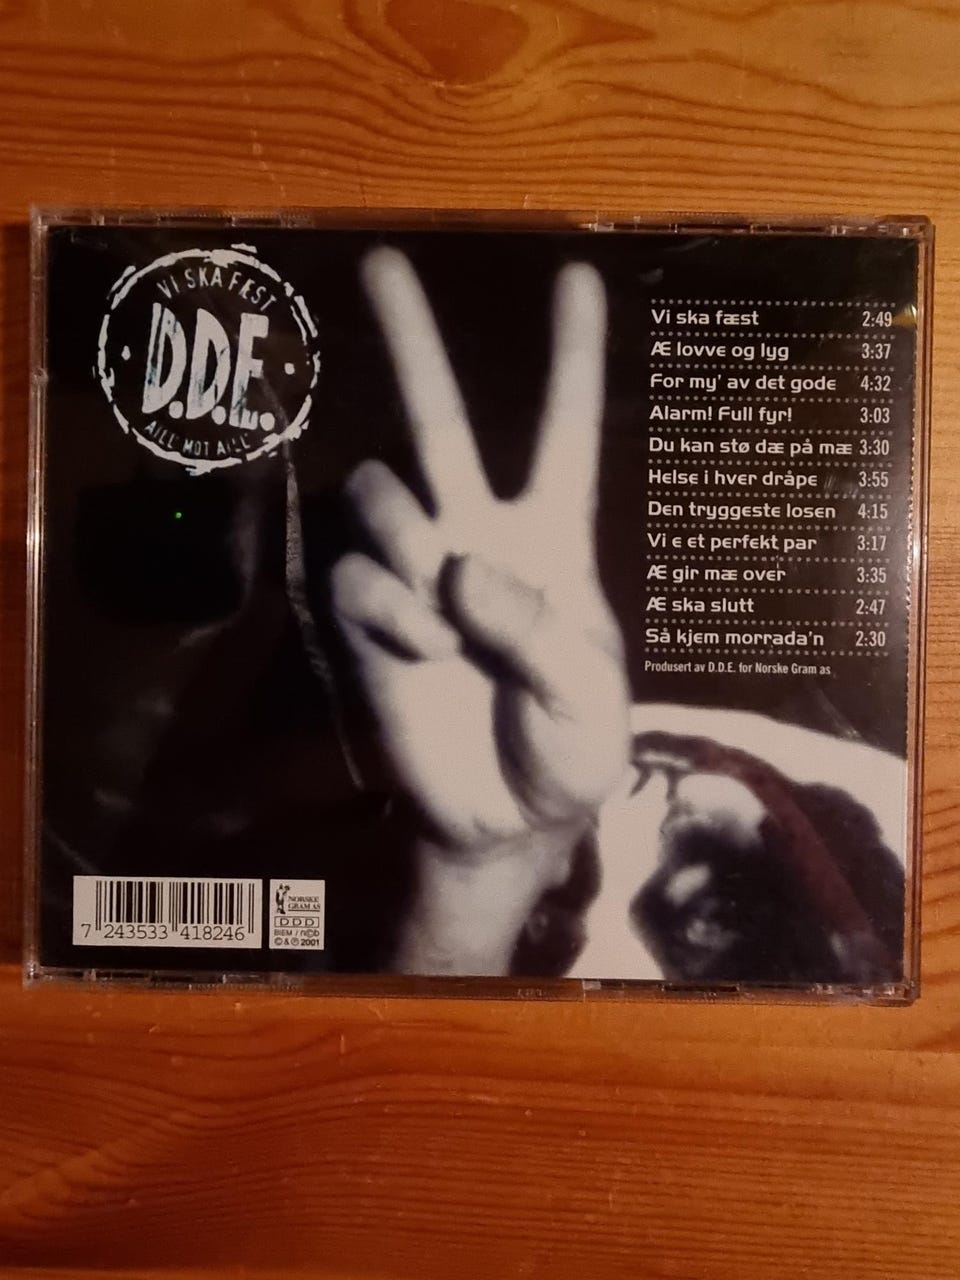 VI SKA FÆST
D.D.E.
AILL' MOT AILL'
Vi ska fæst 2:49
Æ lovve og lyg 3:37
For my' av det gode 4:32
Alarm! Full fyr! 3:03
Du kan stø dæ på mæ 3:30
Helse i hver dråpe 3:55
Den tryggeste losen 4:15
Vi e et perfekt par 3:17
Æ gir mæ over 3:35
Æ ska slutt 2:47
Så kjem morrada'n 2:30
Produsert av D.D.E. for Norske Gram as
7 243533 418246
NORSKE
GRAM AS
DDD
BIEM / n©b
© & ℗ 2001